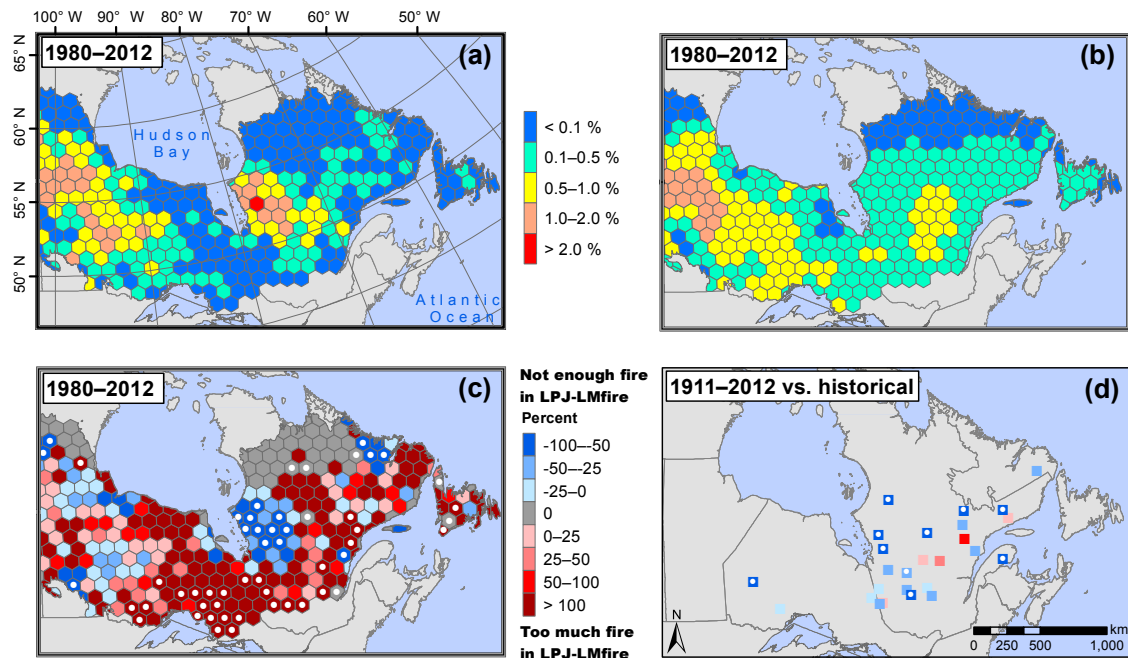 100° W 90° W 80° W 70° W 60° W 50° W
65° N
60° N
55° N
50° N
1980–2012
(a)
Hudson
Bay
Atlantic
Ocean
< 0.1 %
0.1–0.5 %
0.5–1.0 %
1.0–2.0 %
> 2.0 %
1980–2012
(b)
1980–2012
(c)
Not enough fire
in LPJ-LMfire
Percent
-100–-50
-50–-25
-25–0
0
0–25
25–50
50–100
> 100
Too much fire
in LPJ-LMfire
1911–2012 vs. historical
(d)
N
km
0 250 500 1,000